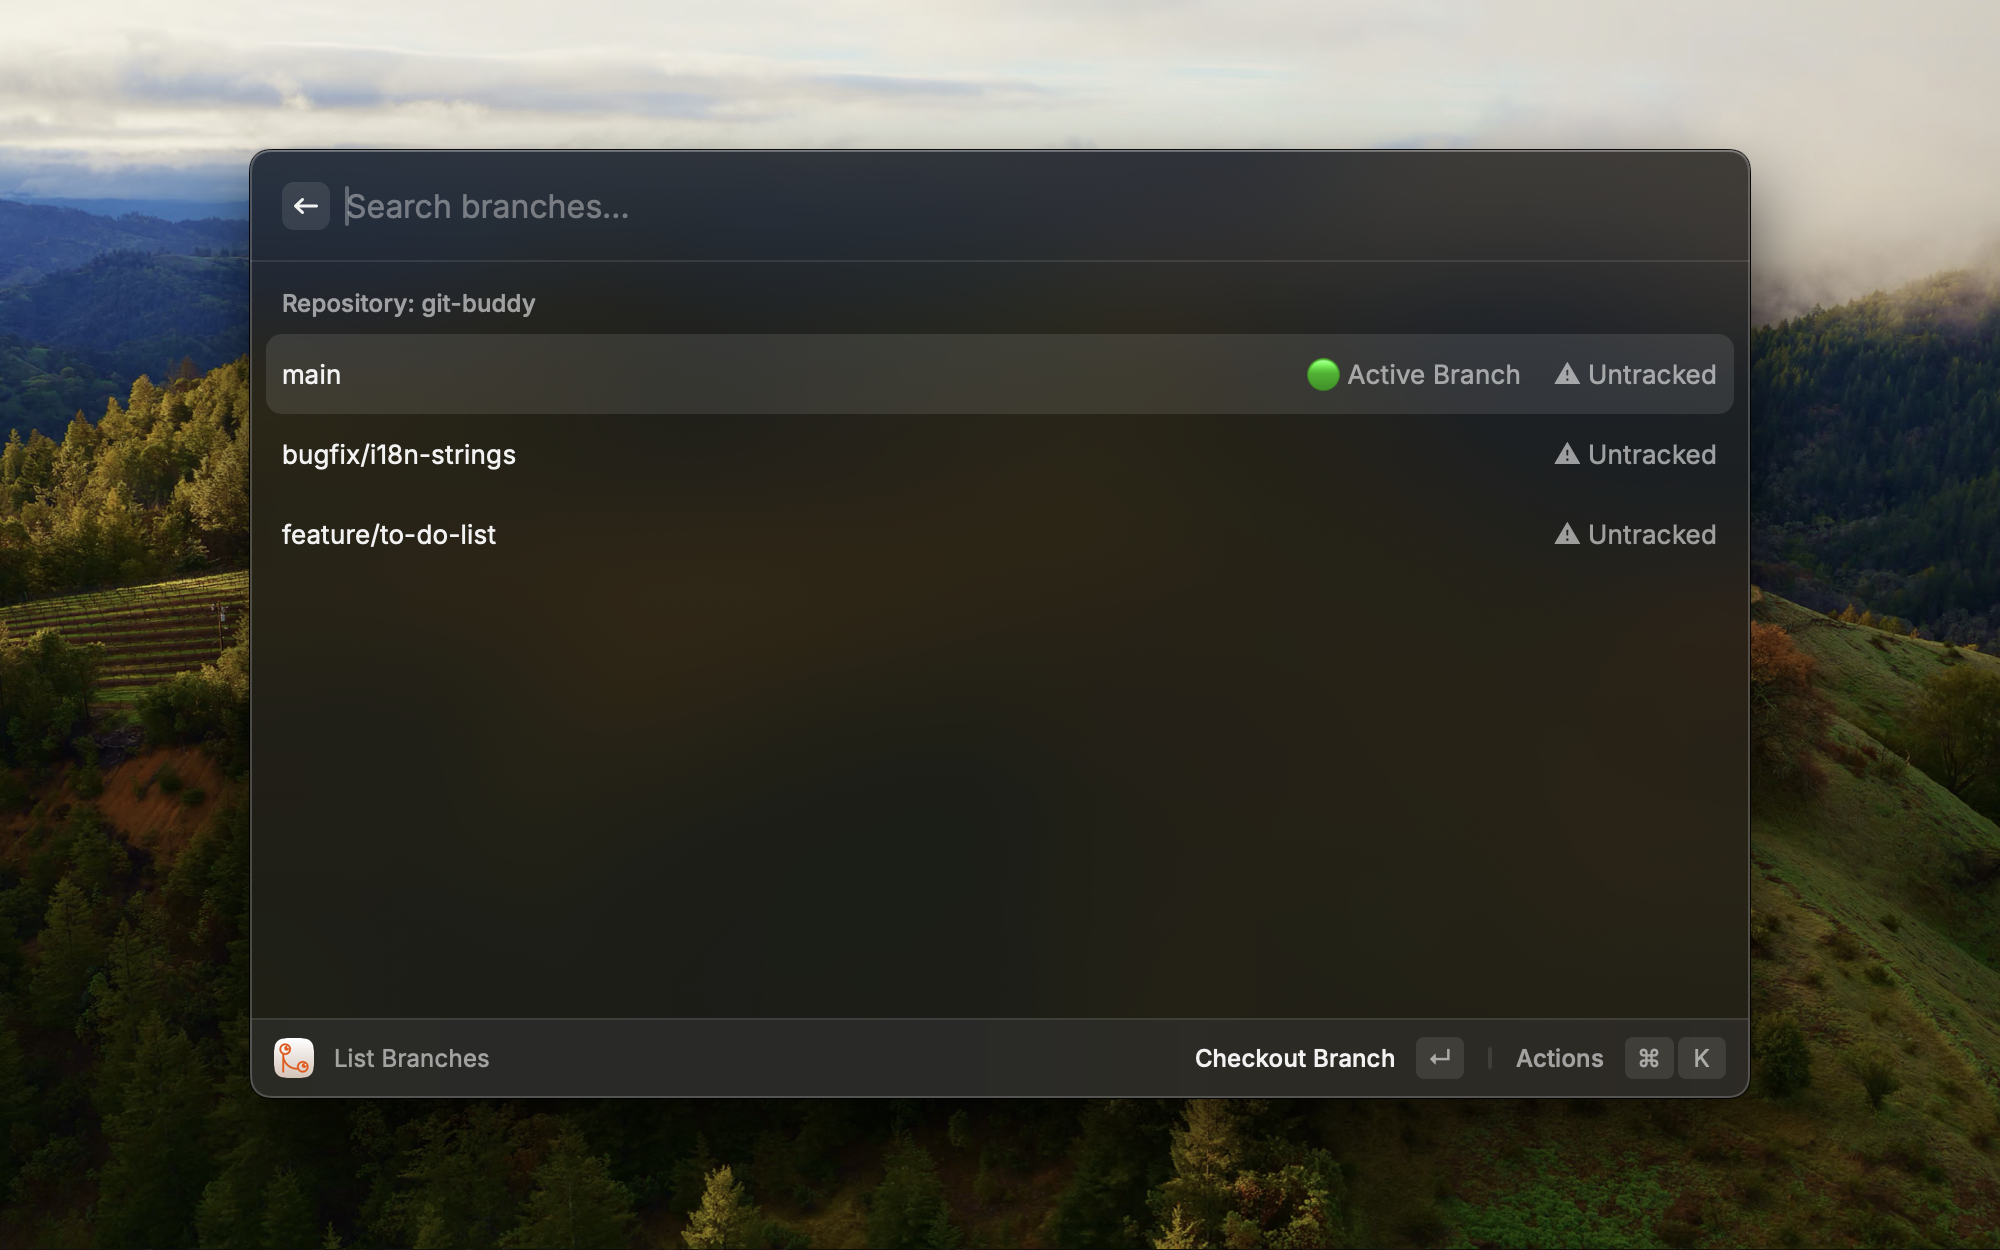 Search branches...
Repository: git-buddy
main Active Branch Untracked
bugfix/i18n-strings Untracked
feature/to-do-list Untracked
List Branches Checkout Branch ↵ Actions ⌘ K